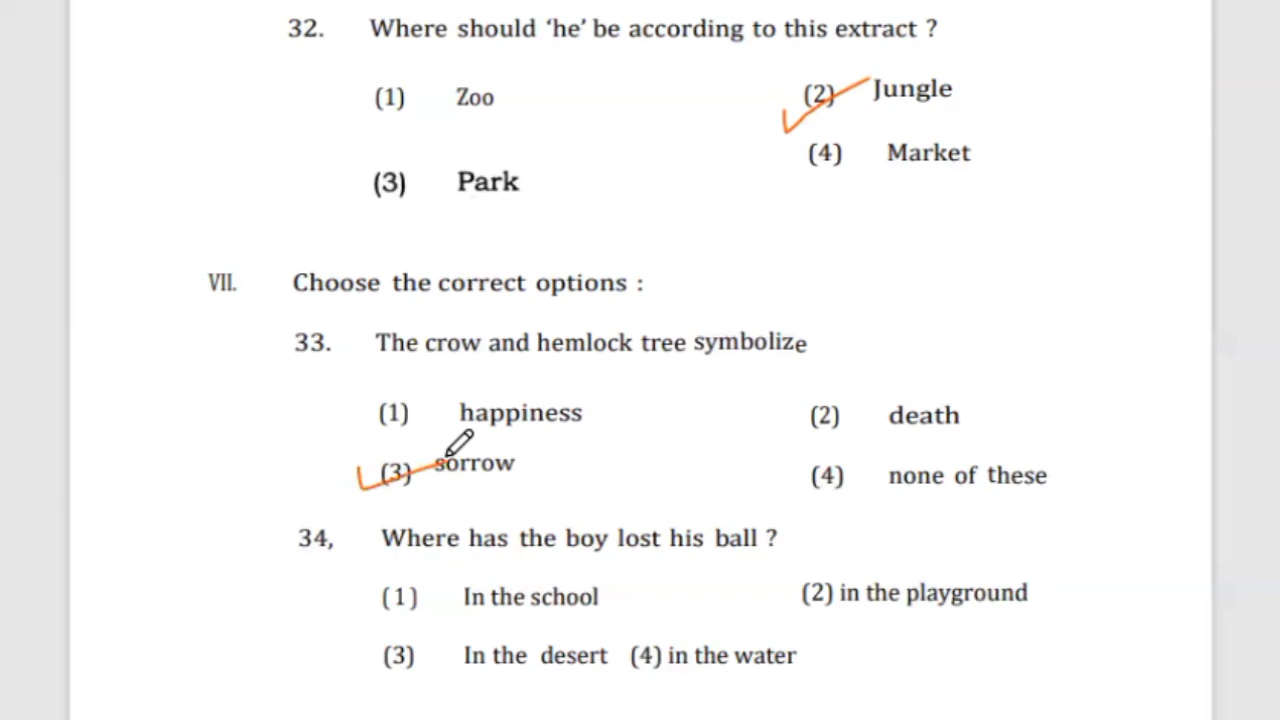 32. Where should ‘he’ be according to this extract ?
(1) Zoo (2) Jungle
(4) Market
(3) Park
VII. Choose the correct options :
33. The crow and hemlock tree symbolize
(1) happiness (2) death
(3) sorrow (4) none of these
34, Where has the boy lost his ball ?
(1) In the school (2) in the playground
(3) In the desert (4) in the water